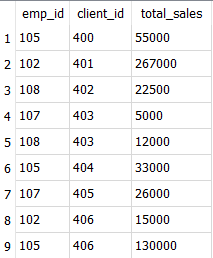 emp_id client_id total_sales
1 105 400 55000
2 102 401 267000
3 108 402 22500
4 107 403 5000
5 108 403 12000
6 105 404 33000
7 107 405 26000
8 102 406 15000
9 105 406 130000